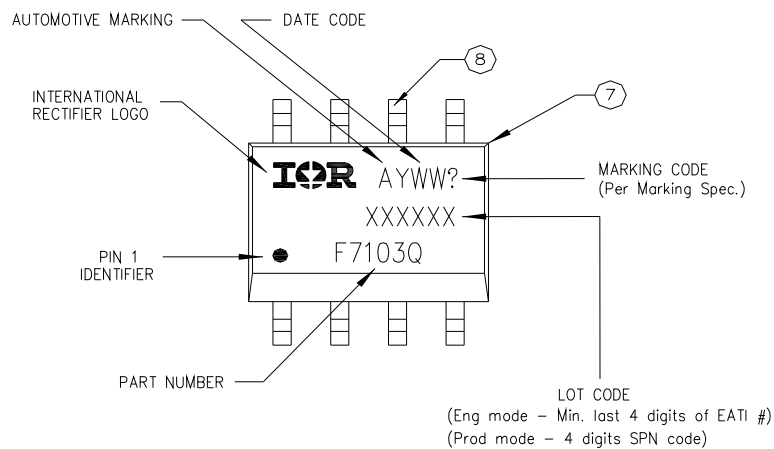 AUTOMOTIVE MARKING
DATE CODE
8
INTERNATIONAL
RECTIFIER LOGO
7
IOR AYWW?
MARKING CODE
(Per Marking Spec.)
XXXXXX
PIN 1
IDENTIFIER
F7103Q
PART NUMBER
LOT CODE
(Eng mode – Min. last 4 digits of EATI #)
(Prod mode – 4 digits SPN code)